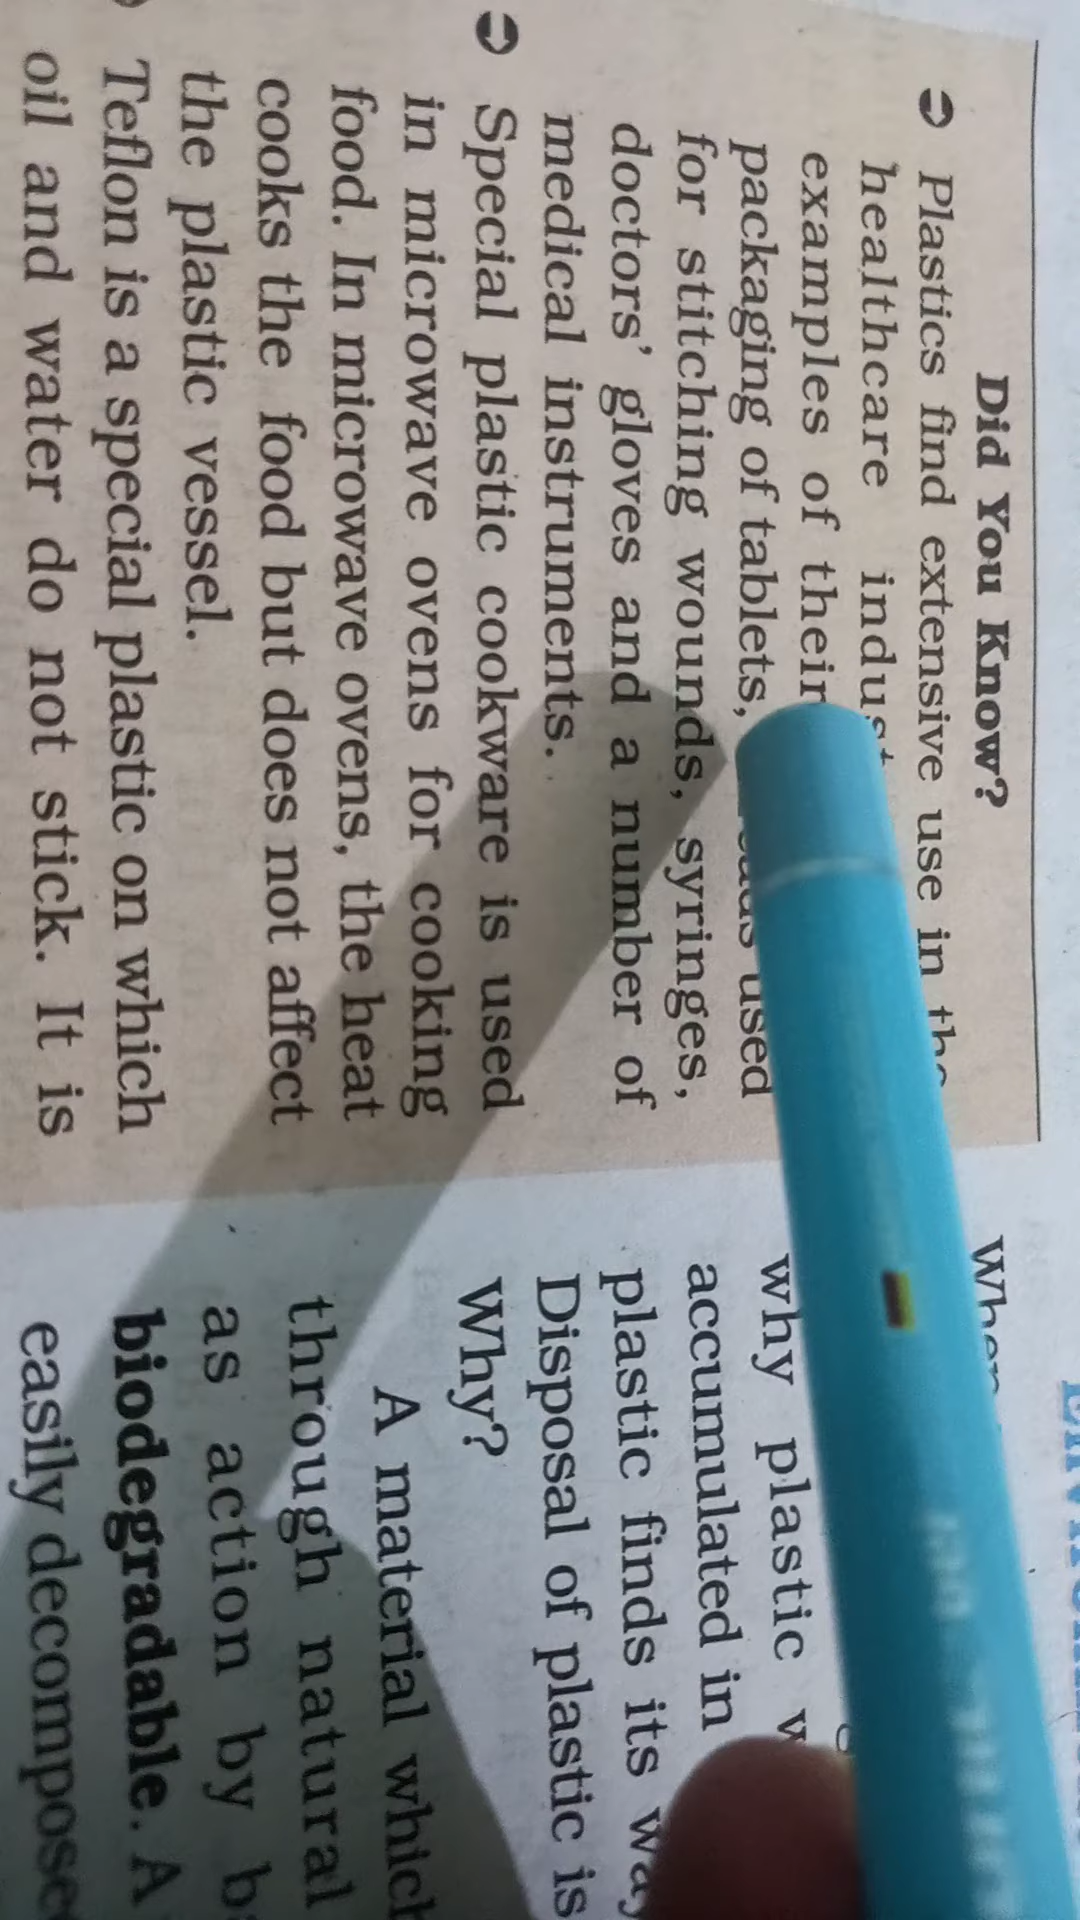 Did You Know?
Plastics find extensive use in the
healthcare
examples of their
packaging of tablets, used
for stitching wounds, syringes,
doctors' gloves and a number of
medical instruments.
Special plastic cookware is used
in microwave ovens for cooking
food. In microwave ovens, the heat
cooks the food but does not affect
the plastic vessel.
Teflon is a special plastic on which
oil and water do not stick. It is
why plastic
accumulated in
plastic finds its
Disposal of plastic is
Why?
A material
through natural
as action by
biodegradable. A
easily